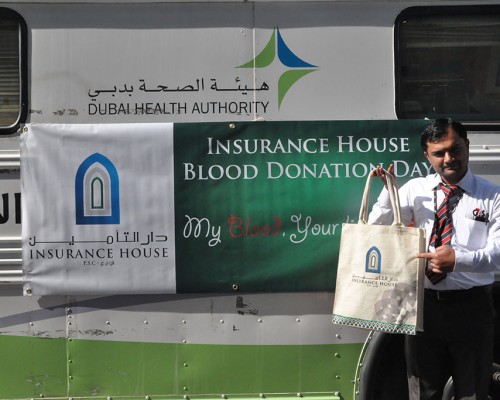 هيئة الصحة بدبي
DUBAI HEALTH AUTHORITY
INSURANCE HOUSE
BLOOD DONATION DAY
My Blood, Your
دار التأمين
INSURANCE HOUSE
P.S.C - ش.م.ع
دار التأمين
INSURANCE HOUSE